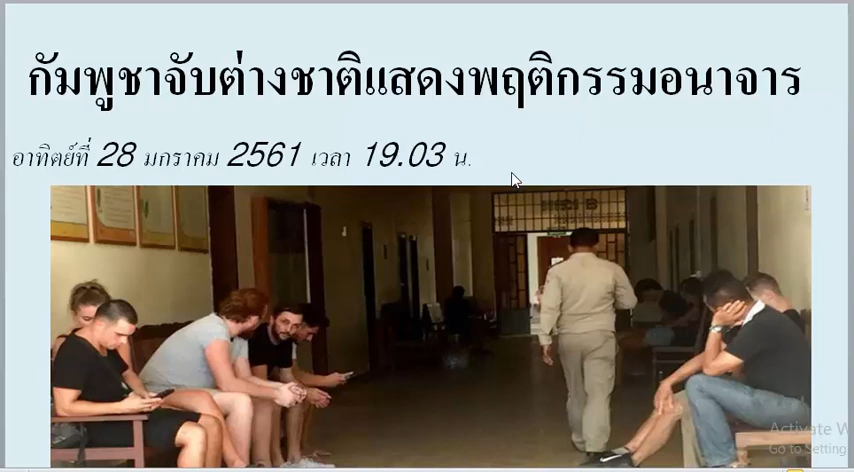 กัมพูชาจับต่างชาติแสดงพฤติกรรมอนาจาร
อาทิตย์ที่ 28 มกราคม 2561 เวลา 19.03 น.
Activate W
Go to Setting